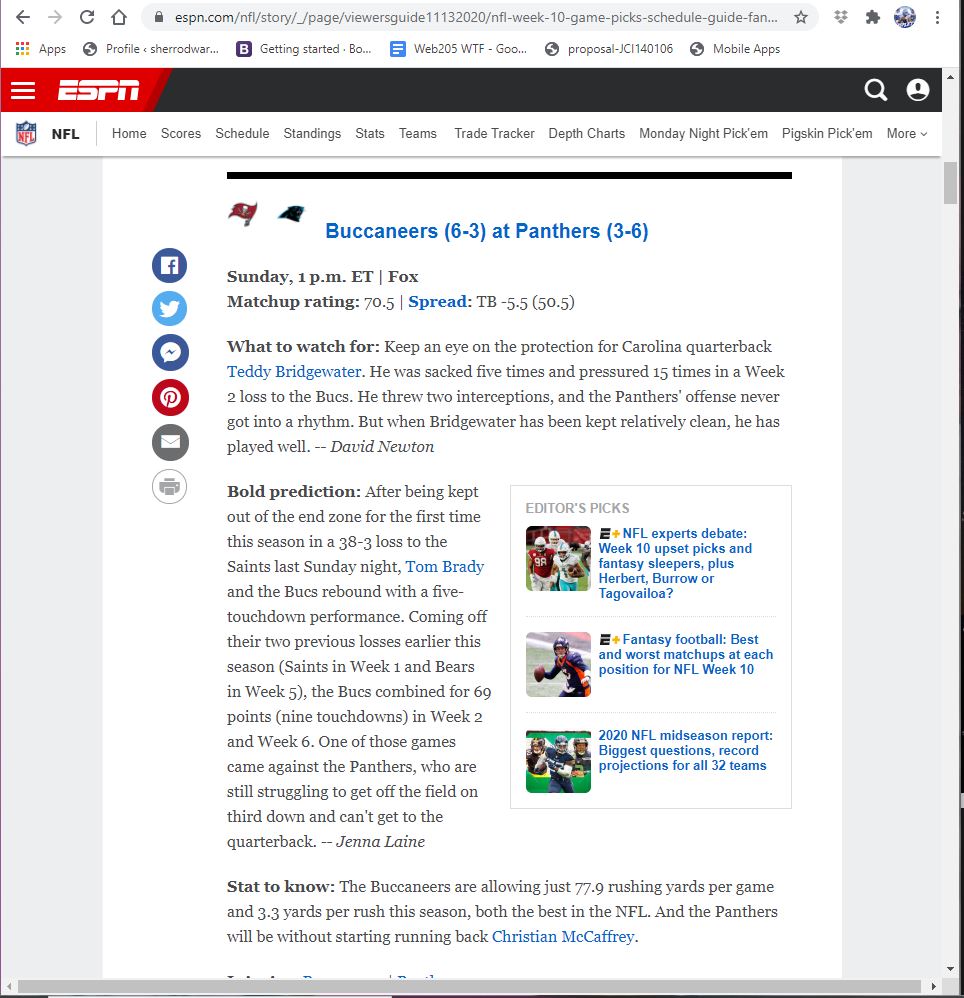 espn.com/nfl/story/_/page/viewersguide11132020/nfl-week-10-game-picks-schedule-guide-fan...
Apps Profile ‹ sherrodwar... B Getting started · Bo... Web205 WTF - Goo... proposal-JCI140106 Mobile Apps
ESPN
NFL NFL Home Scores Schedule Standings Stats Teams Trade Tracker Depth Charts Monday Night Pick'em Pigskin Pick'em More
Buccaneers (6-3) at Panthers (3-6)
Sunday, 1 p.m. ET | Fox
Matchup rating: 70.5 | Spread: TB -5.5 (50.5)
What to watch for: Keep an eye on the protection for Carolina quarterback
Teddy Bridgewater. He was sacked five times and pressured 15 times in a Week
2 loss to the Bucs. He threw two interceptions, and the Panthers' offense never
got into a rhythm. But when Bridgewater has been kept relatively clean, he has
played well. -- David Newton
Bold prediction: After being kept
out of the end zone for the first time
this season in a 38-3 loss to the
Saints last Sunday night, Tom Brady
and the Bucs rebound with a five-
touchdown performance. Coming off
their two previous losses earlier this
season (Saints in Week 1 and Bears
in Week 5), the Bucs combined for 69
points (nine touchdowns) in Week 2
and Week 6. One of those games
came against the Panthers, who are
still struggling to get off the field on
third down and can't get to the
quarterback. -- Jenna Laine
EDITOR'S PICKS
E+ NFL experts debate:
Week 10 upset picks and
fantasy sleepers, plus
Herbert, Burrow or
Tagovailoa?
E+ Fantasy football: Best
and worst matchups at each
position for NFL Week 10
2020 NFL midseason report:
Biggest questions, record
projections for all 32 teams
Stat to know: The Buccaneers are allowing just 77.9 rushing yards per game
and 3.3 yards per rush this season, both the best in the NFL. And the Panthers
will be without starting running back Christian McCaffrey.